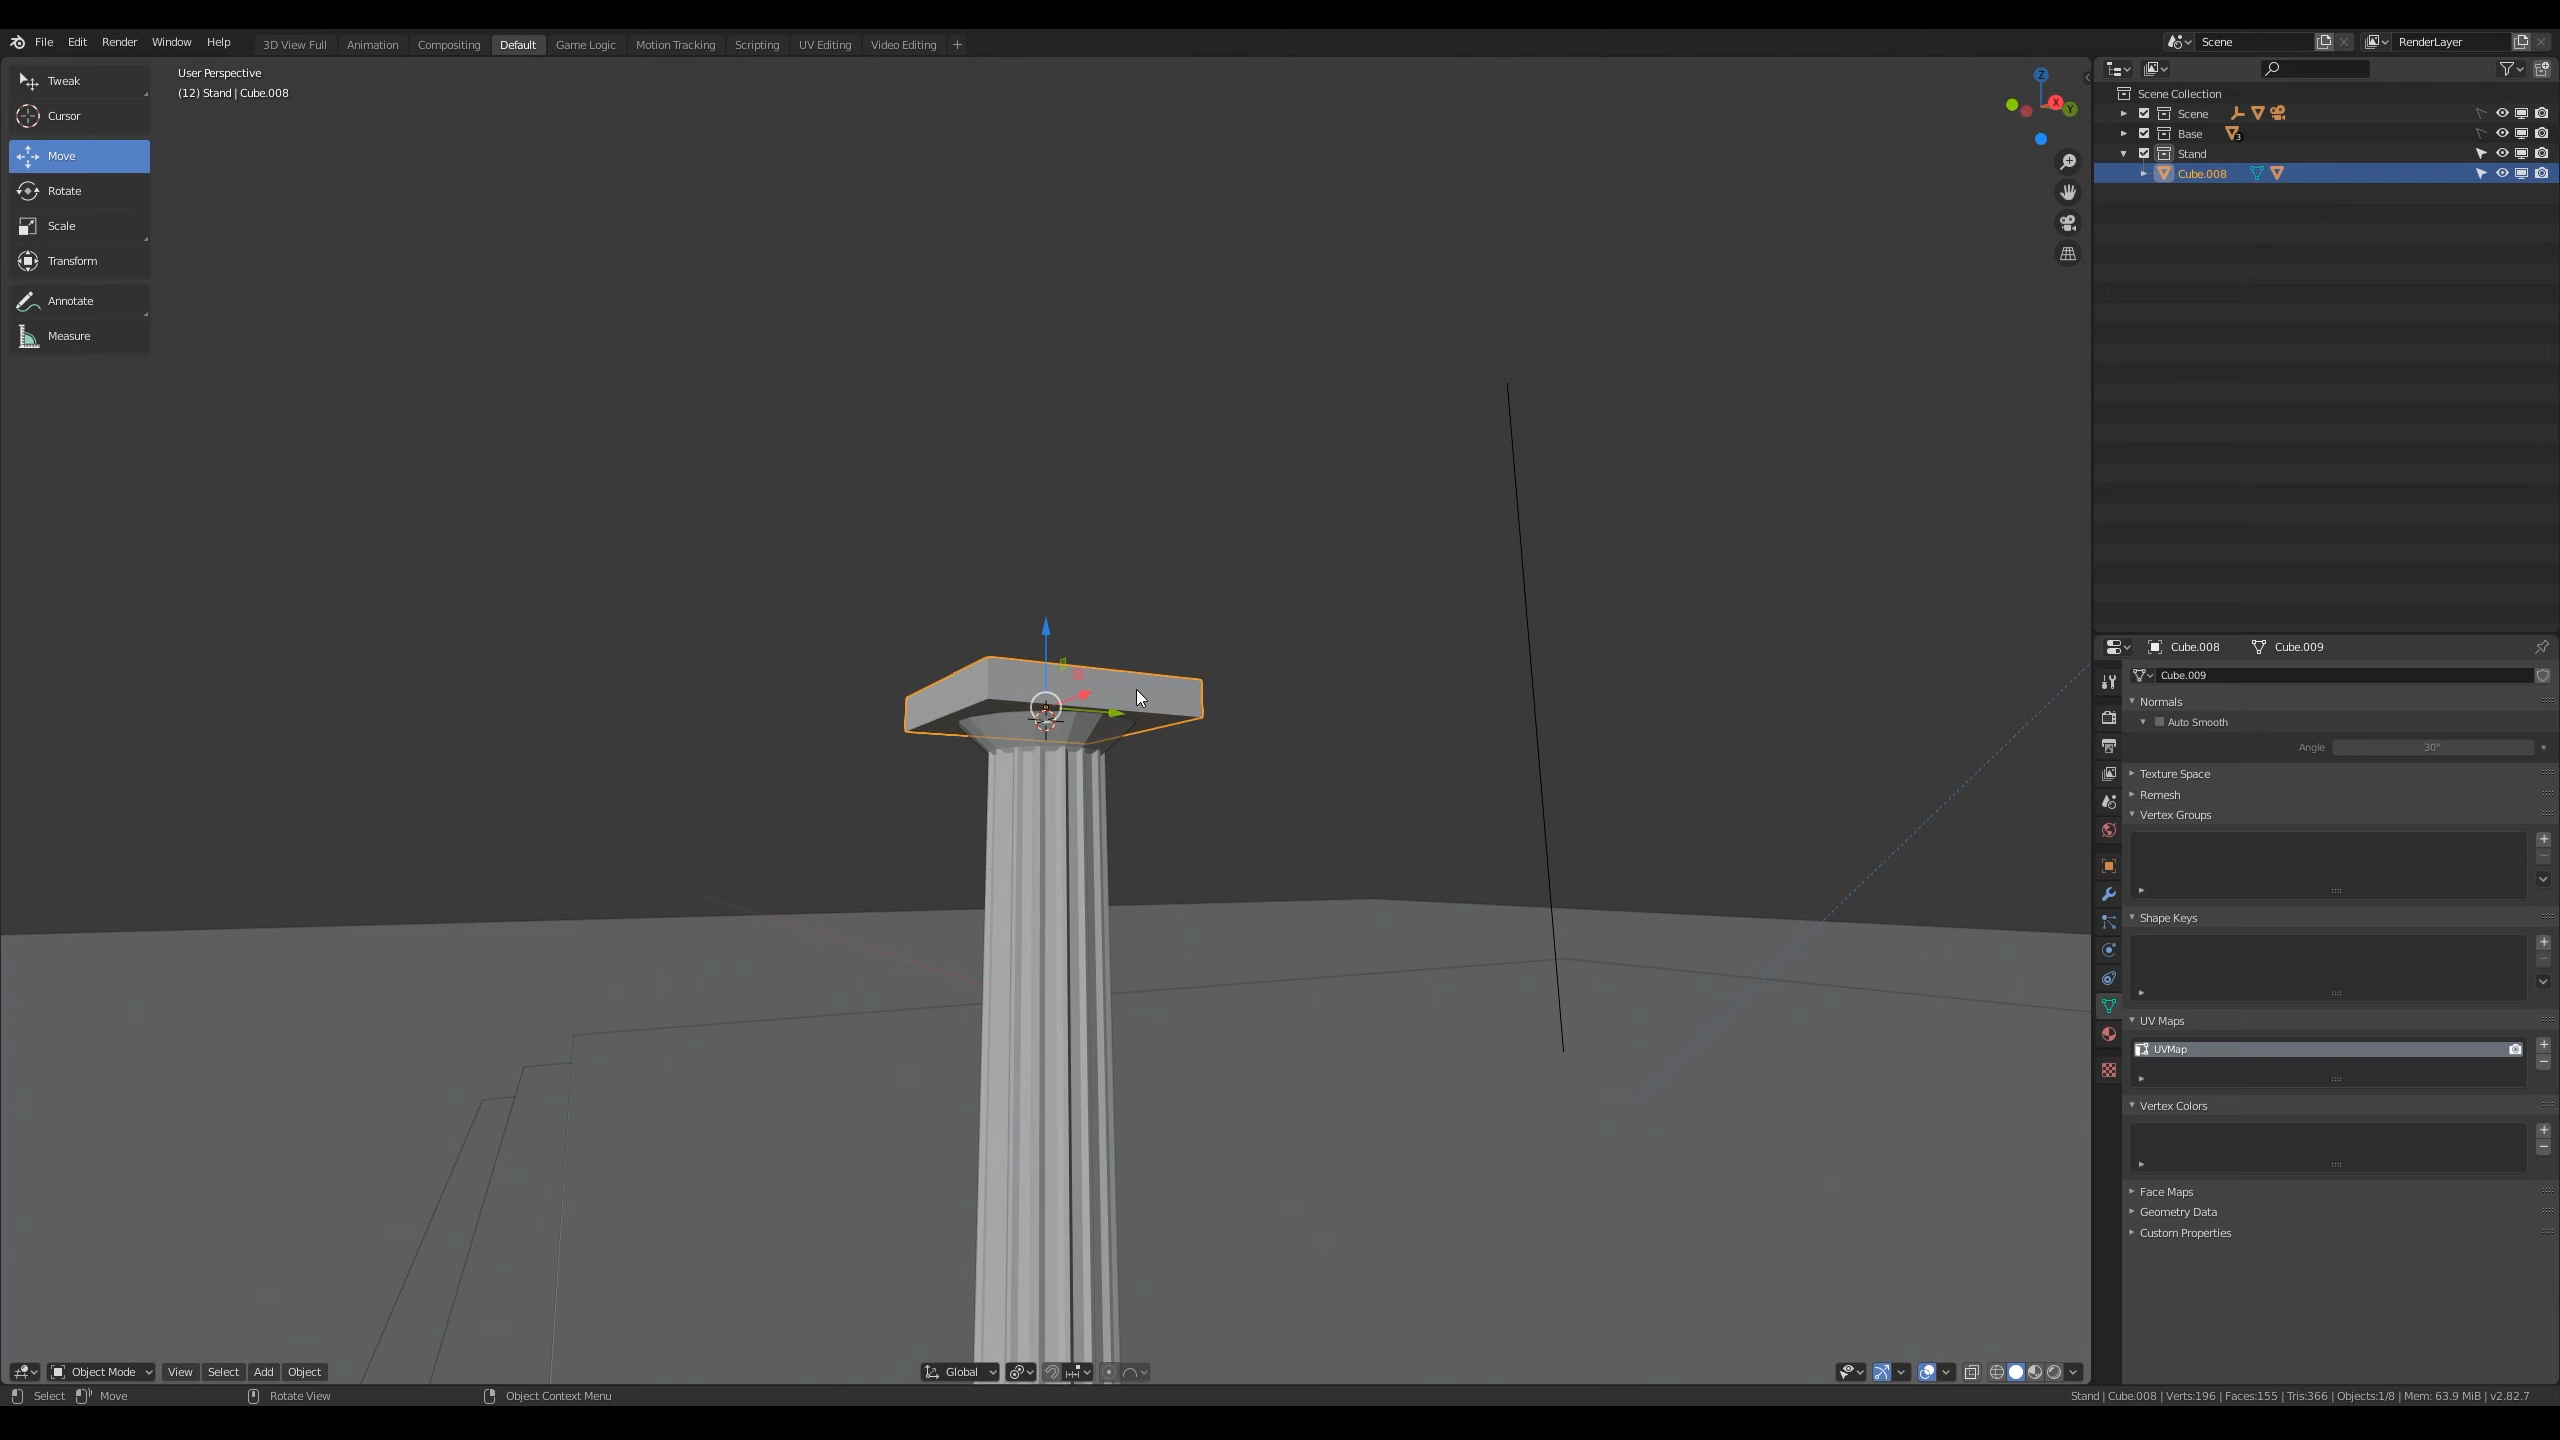 File Edit Render Window Help 3D View Full Animation Compositing Default Game Logic Motion Tracking Scripting UV Editing Video Editing + Scene RenderLayer
Tweak
Cursor
Move
Rotate
Scale
Transform
Annotate
Measure
User Perspective
(12) Stand | Cube.008
Z
X
Y
Scene Collection
Scene
Base 3
Stand
Cube.008
Cube.008 Cube.009
Cube.009
Normals
Auto Smooth
Angle 30°
Texture Space
Remesh
Vertex Groups
Shape Keys
UV Maps
UVMap
Vertex Colors
Face Maps
Geometry Data
Custom Properties
Object Mode View Select Add Object Global
Select Move Rotate View Object Context Menu Stand | Cube.008 | Verts:196 | Faces:155 | Tris:366 | Objects:1/8 | Mem: 63.9 MiB | v2.82.7